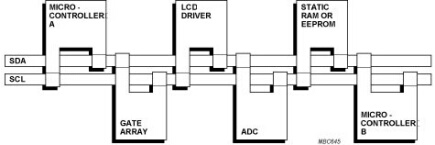 MICRO -
CONTROLLER
A
LCD
DRIVER
STATIC
RAM OR
EEPROM
SDA
SCL
GATE
ARRAY
ADC
MICRO -
CONTROLLER
B
MBC645